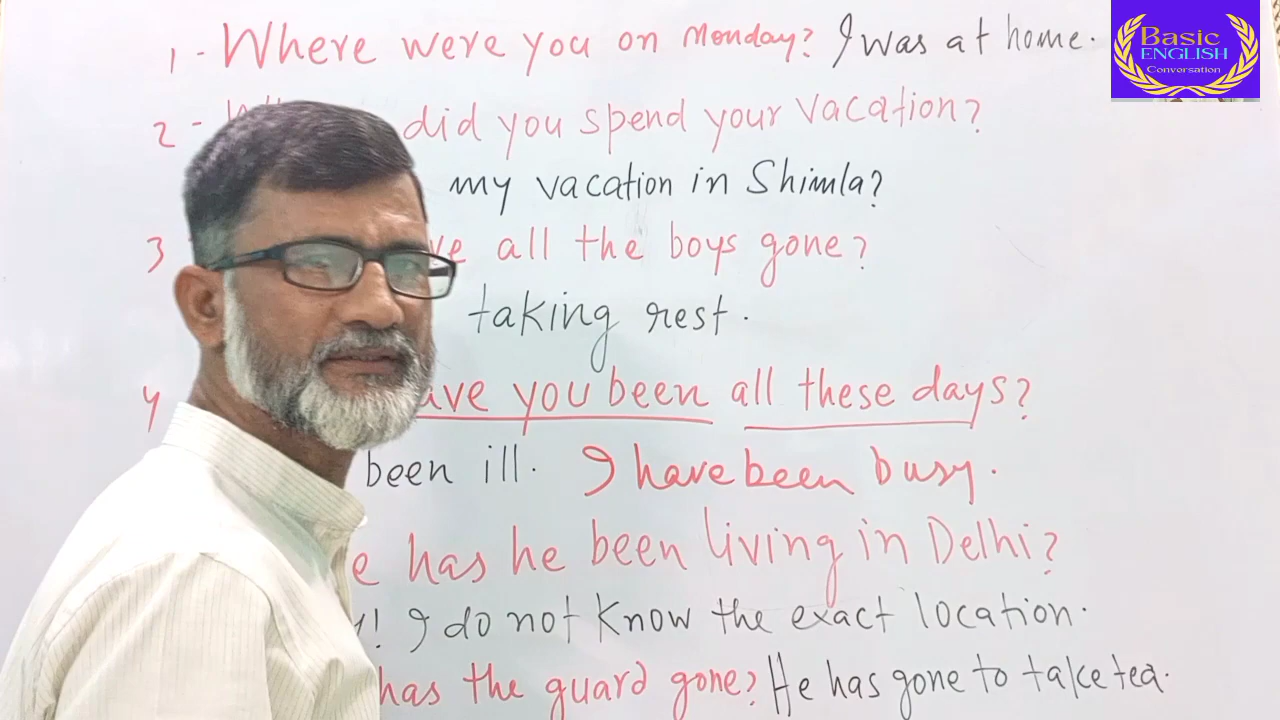 1 - Where were you on Monday? I was at home.
2 - did you spend your vacation?
my vacation in Shimla?
3 all the boys gone?
taking rest.
4 have you been all these days?
been ill. I have been busy.
has he been living in Delhi?
I do not know the exact location.
has the guard gone? He has gone to take tea.
Basic
ENGLISH
Conversation